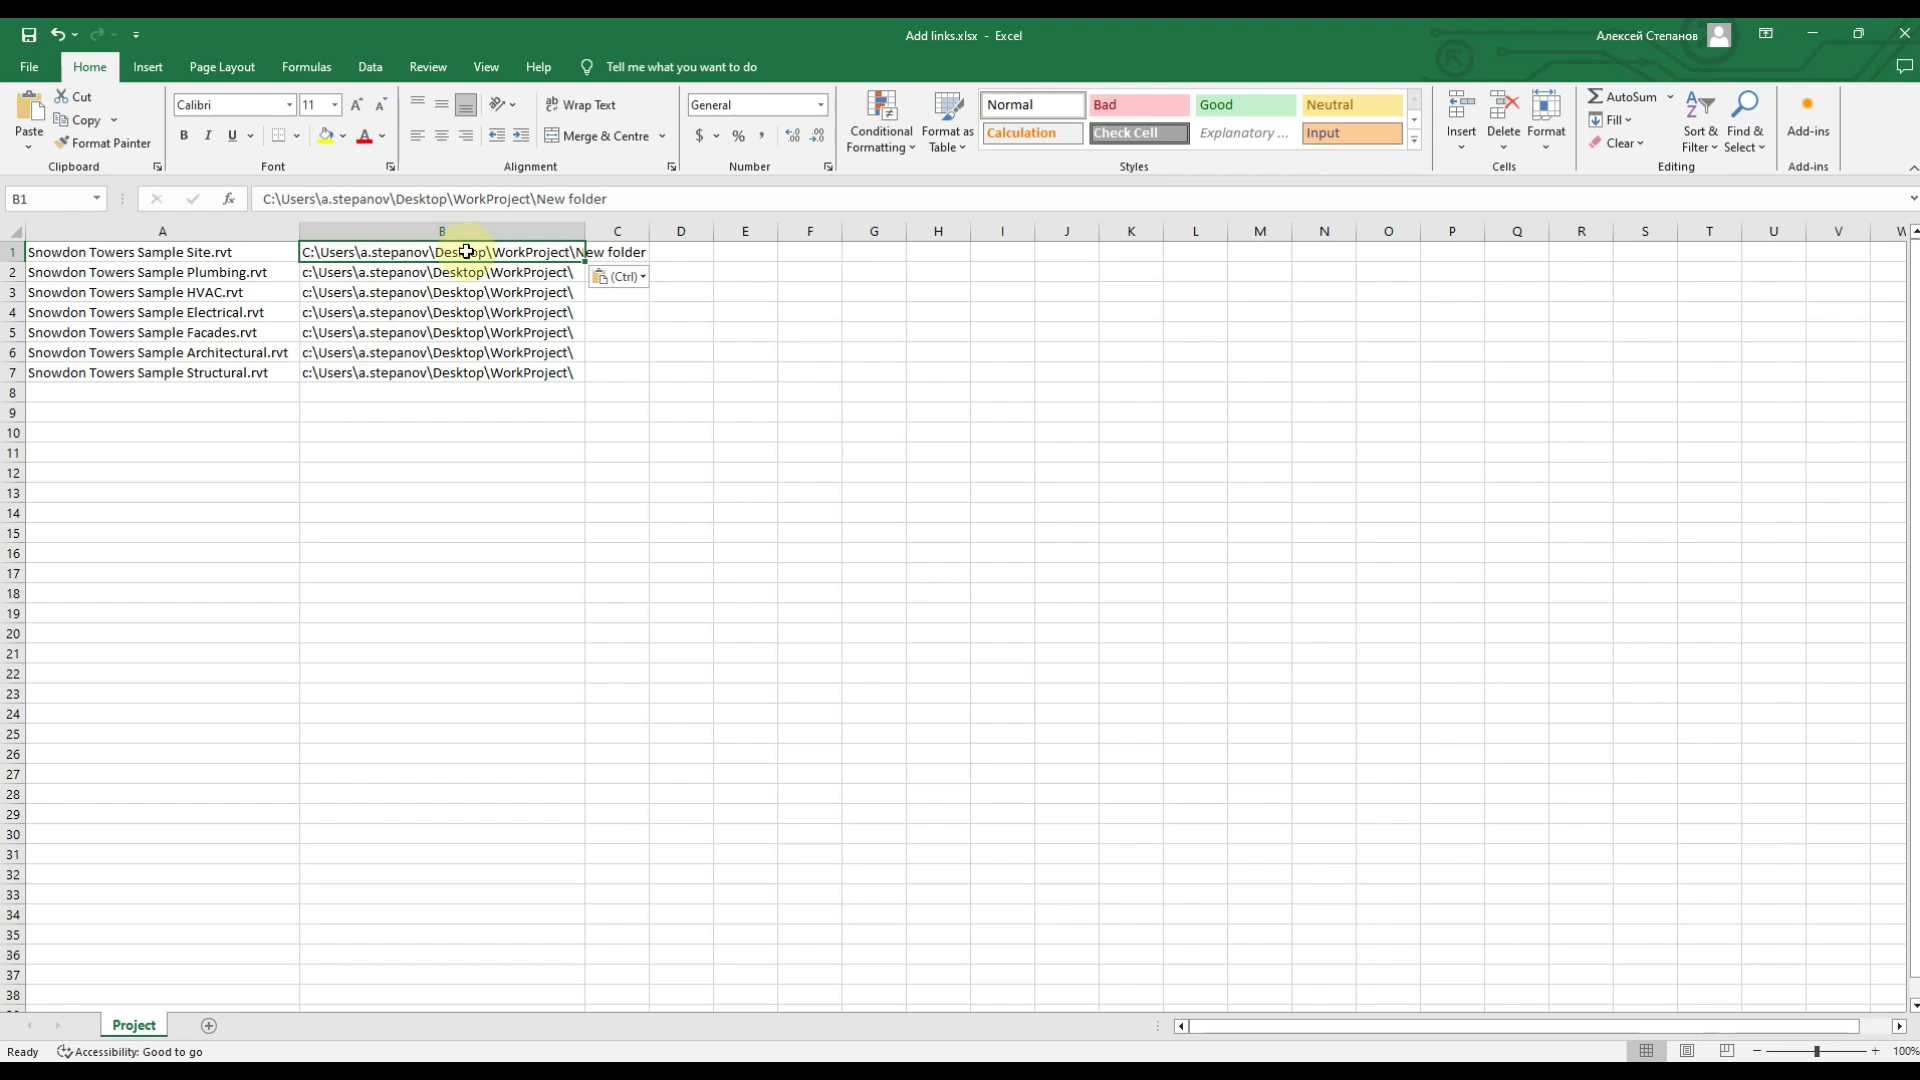 Add links.xlsx - Excel
Алексей Степанов
File Home Insert Page Layout Formulas Data Review View Help Tell me what you want to do
Paste
Cut
Copy
Format Painter
Clipboard
Calibri 11
B I U
Font
Wrap Text
Merge & Centre
Alignment
General
$ % ,
Number
Conditional Formatting
Format as Table
Normal Bad Good Neutral
Calculation Check Cell Explanatory ... Input
Styles
Insert Delete Format
Cells
AutoSum
Fill
Clear
Sort & Filter
Find & Select
Editing
Add-ins
Add-ins
B1 fx C:\Users\a.stepanov\Desktop\WorkProject\New folder
A B C D E F G H I J K L M N O P Q R S T U V W
1 Snowdon Towers Sample Site.rvt C:\Users\a.stepanov\Desktop\WorkProject\New folder
2 Snowdon Towers Sample Plumbing.rvt c:\Users\a.stepanov\Desktop\WorkProject\ (Ctrl)
3 Snowdon Towers Sample HVAC.rvt c:\Users\a.stepanov\Desktop\WorkProject\
4 Snowdon Towers Sample Electrical.rvt c:\Users\a.stepanov\Desktop\WorkProject\
5 Snowdon Towers Sample Facades.rvt c:\Users\a.stepanov\Desktop\WorkProject\
6 Snowdon Towers Sample Architectural.rvt c:\Users\a.stepanov\Desktop\WorkProject\
7 Snowdon Towers Sample Structural.rvt c:\Users\a.stepanov\Desktop\WorkProject\
8
9
10
11
12
13
14
15
16
17
18
19
20
21
22
23
24
25
26
27
28
29
30
31
32
33
34
35
36
37
38
Project
Ready Accessibility: Good to go 100%